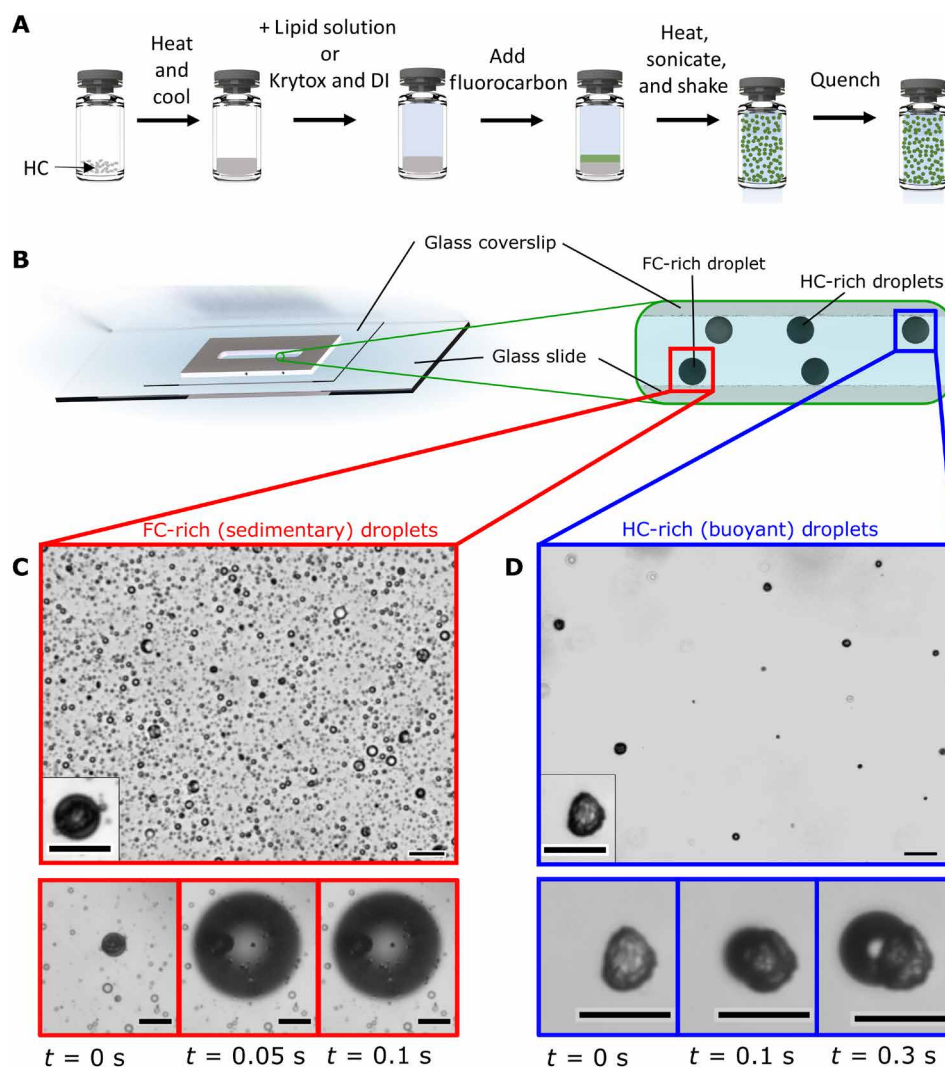 A
Heat
and
cool
+ Lipid solution
or
Krytox and DI
Add
fluorocarbon
Heat,
sonicate,
and shake
Quench
HC
B
Glass coverslip
FC-rich droplet
HC-rich droplets
Glass slide
FC-rich (sedimentary) droplets
HC-rich (buoyant) droplets
C
D
t = 0 s
t = 0.05 s
t = 0.1 s
t = 0 s
t = 0.1 s
t = 0.3 s